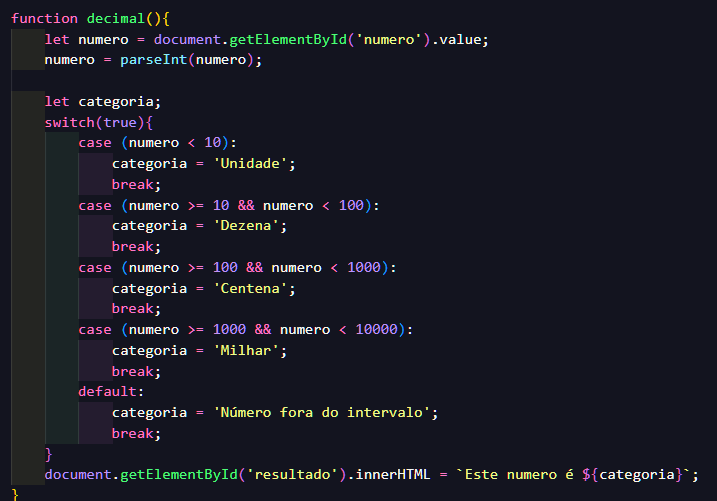 function decimal(){
    let numero = document.getElementById('numero').value;
    numero = parseInt(numero);

    let categoria;
    switch(true){
        case (numero < 10):
            categoria = 'Unidade';
            break;
        case (numero >= 10 && numero < 100):
            categoria = 'Dezena';
            break;
        case (numero >= 100 && numero < 1000):
            categoria = 'Centena';
            break;
        case (numero >= 1000 && numero < 10000):
            categoria = 'Milhar';
            break;
        default:
            categoria = 'Número fora do intervalo';
            break;
    }
    document.getElementById('resultado').innerHTML = `Este numero é ${categoria}`;
}